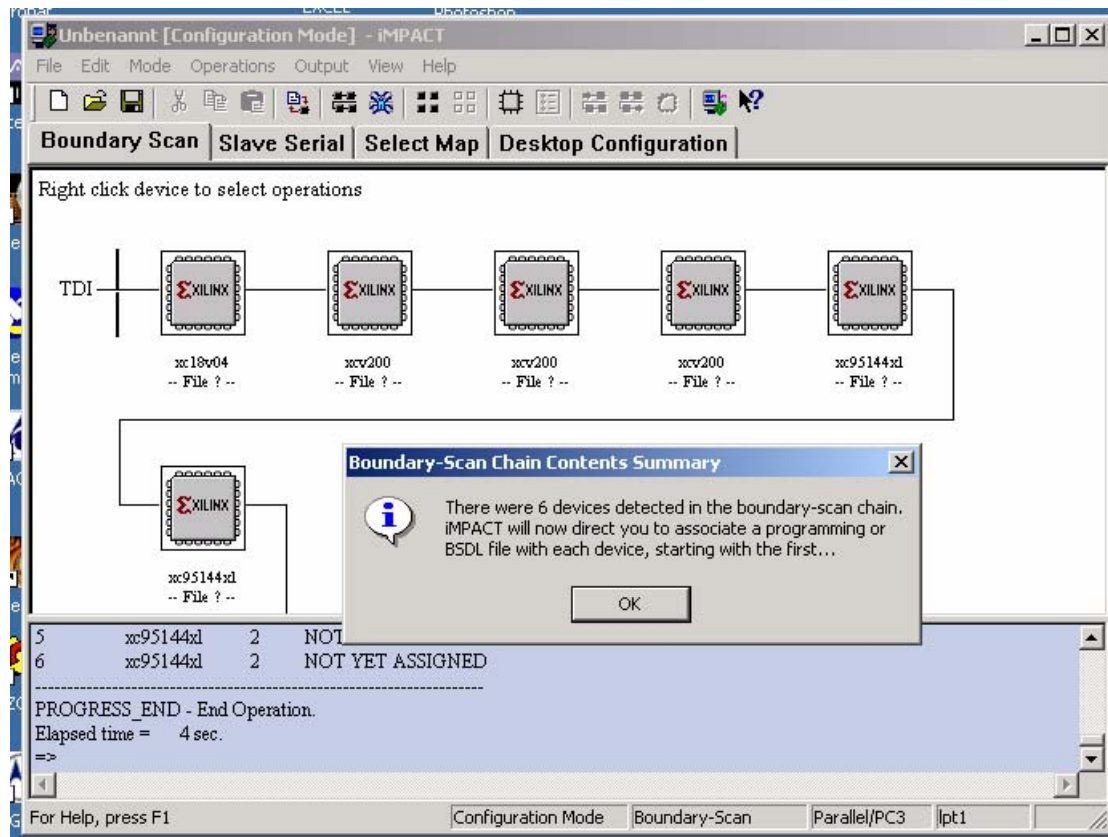 EXCEL Photoshop
Unbenannt [Configuration Mode] - iMPACT
File Edit Mode Operations Output View Help
Boundary Scan Slave Serial Select Map Desktop Configuration
Right click device to select operations
TDI
XILINX XILINX XILINX XILINX XILINX
xc18v04 xcv200 xcv200 xcv200 xc95144xl
-- File ? -- -- File ? -- -- File ? -- -- File ? -- -- File ? --
XILINX
xc95144xl
-- File ? --
Boundary-Scan Chain Contents Summary
There were 6 devices detected in the boundary-scan chain.
iMPACT will now direct you to associate a programming or
BSDL file with each device, starting with the first...
OK
5 xc95144xl 2 NOT
6 xc95144xl 2 NOT YET ASSIGNED
----------------------------------------------------------------------
PROGRESS_END - End Operation.
Elapsed time = 4 sec.
=>
For Help, press F1 Configuration Mode Boundary-Scan Parallel/PC3 lpt1